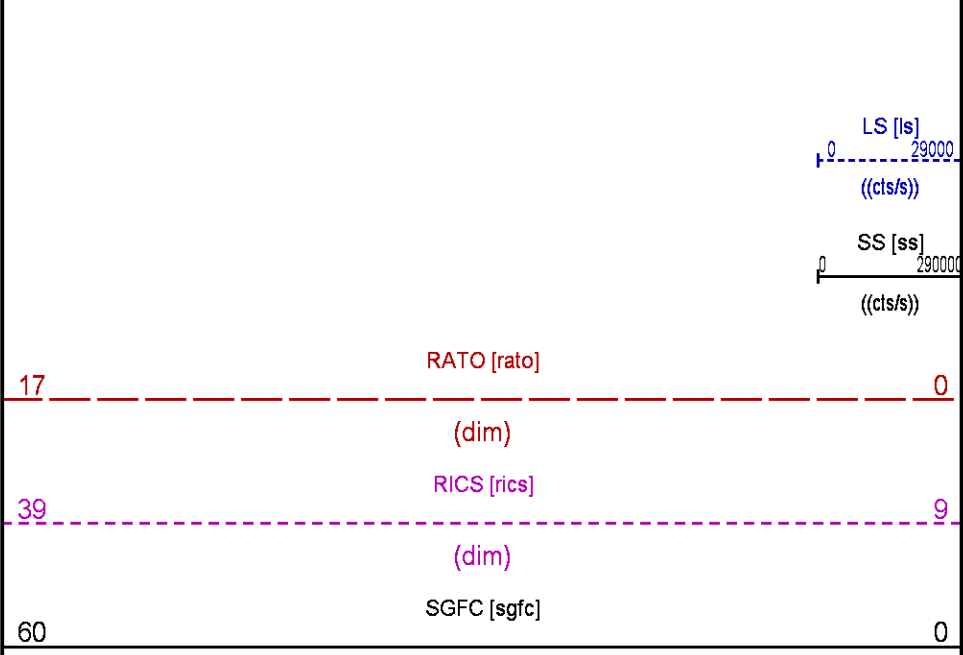 LS [ls]
0 29000
((cts/s))
SS [ss]
0 290000
((cts/s))
RATO [rato]
17 0
(dim)
RICS [rics]
39 9
(dim)
SGFC [sgfc]
60 0